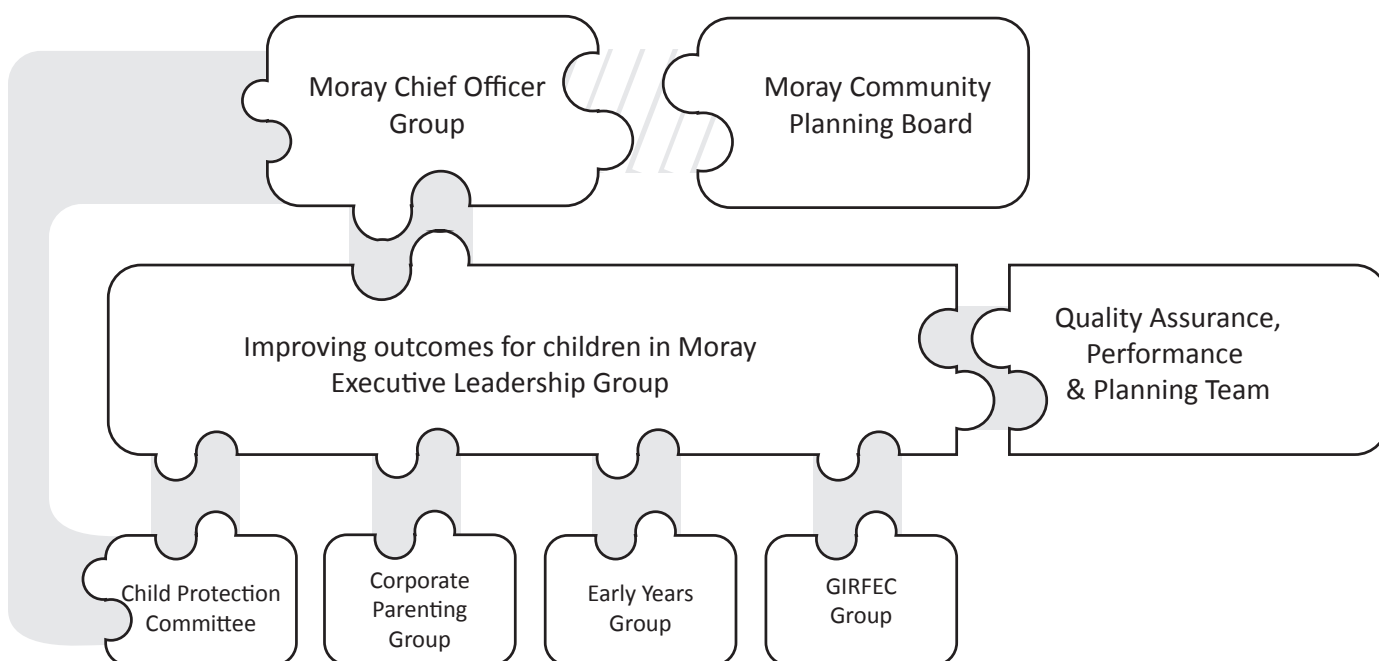 Moray Chief Officer
Group
Moray Community
Planning Board
Improving outcomes for children in Moray
Executive Leadership Group
Quality Assurance,
Performance
& Planning Team
Child Protection
Committee
Corporate
Parenting
Group
Early Years
Group
GIRFEC
Group